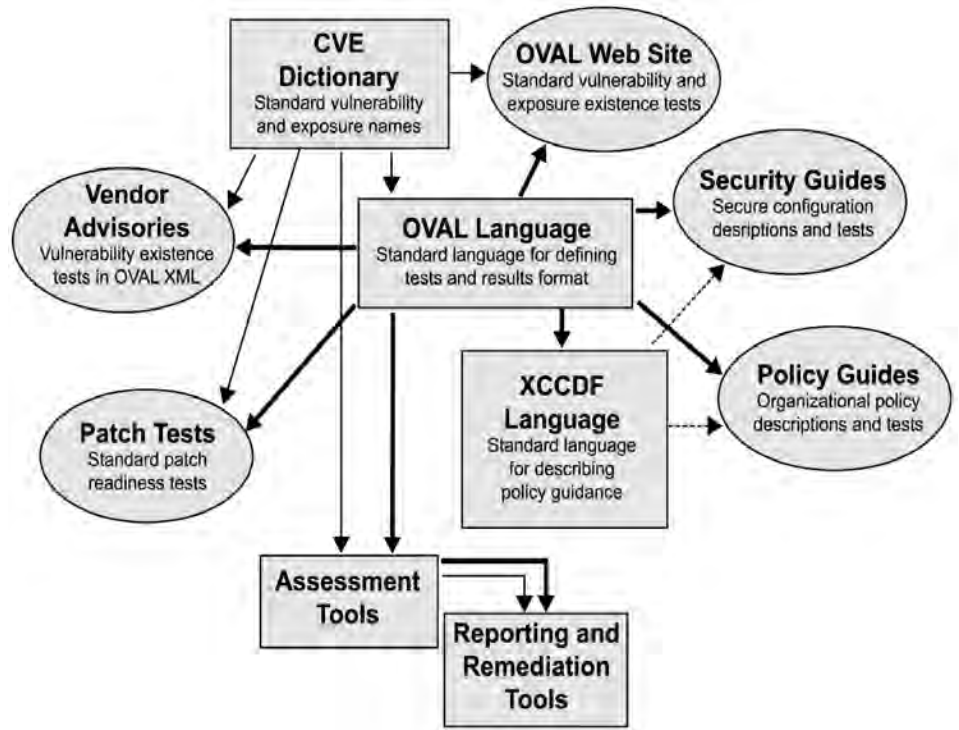 CVE
Dictionary
Standard vulnerability
and exposure names
OVAL Web Site
Standard vulnerability and
exposure existence tests
Vendor
Advisories
Vulnerability existence
tests in OVAL XML
OVAL Language
Standard language for defining
tests and results format
Security Guides
Secure configuration
desriptions and tests
XCCDF
Language
Standard language
for describing
policy guidance
Policy Guides
Organizational policy
descriptions and tests
Patch Tests
Standard patch
readiness tests
Assessment
Tools
Reporting and
Remediation
Tools